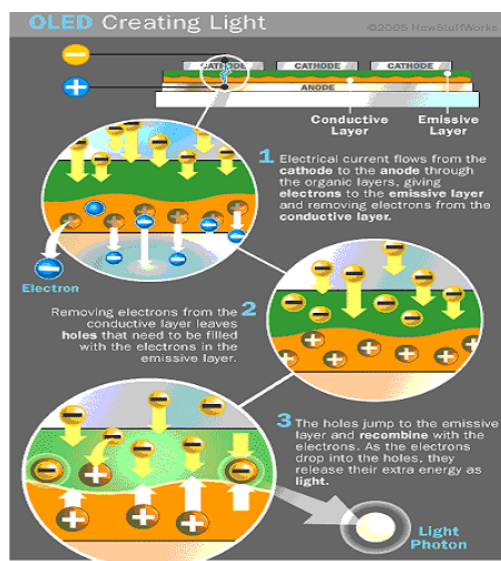 OLED Creating Light
©2005 HowStuffWorks
CATHODE CATHODE CATHODE
ANODE
Conductive Layer
Emissive Layer
1 Electrical current flows from the
cathode to the anode through
the organic layers, giving
electrons to the emissive layer
and removing electrons from the
conductive layer.
Electron
2 Removing electrons from the
conductive layer leaves
holes that need to be filled
with the electrons in the
emissive layer.
3 The holes jump to the emissive
layer and recombine with the
electrons. As the electrons
drop into the holes, they
release their extra energy as
light.
Light
Photon